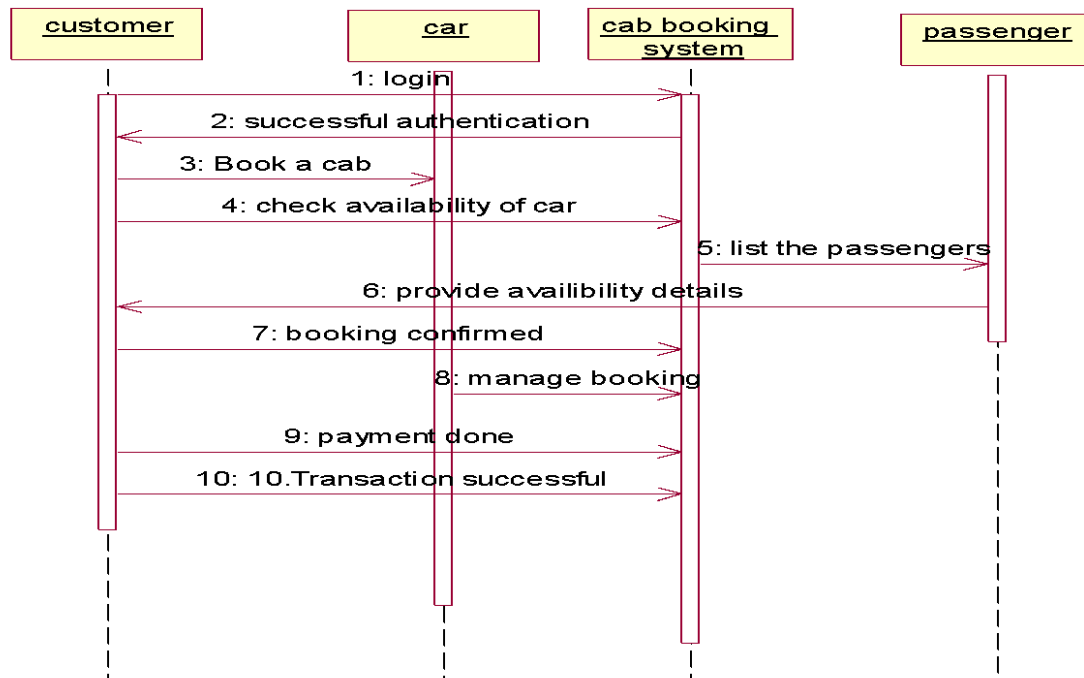 customer
car
cab booking
system
passenger
1: login
2: successful authentication
3: Book a cab
4: check availability of car
5: list the passengers
6: provide availibility details
7: booking confirmed
8: manage booking
9: payment done
10: 10.Transaction successful